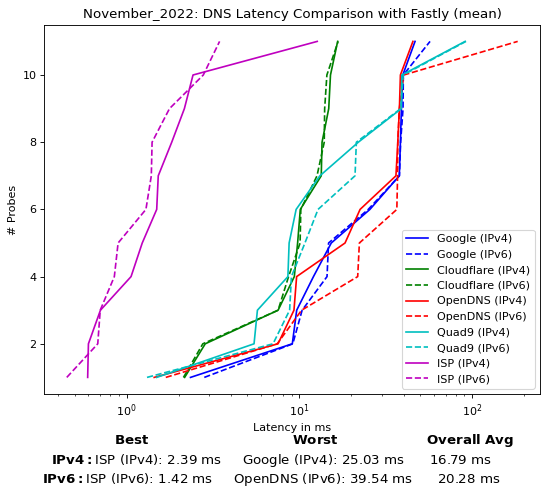 November_2022: DNS Latency Comparison with Fastly (mean)
# Probes
10
8
6
4
2
Google (IPv4)
Google (IPv6)
Cloudflare (IPv4)
Cloudflare (IPv6)
OpenDNS (IPv4)
OpenDNS (IPv6)
Quad9 (IPv4)
Quad9 (IPv6)
ISP (IPv4)
ISP (IPv6)
10⁰ 10¹ 10²
Latency in ms
Best Worst Overall Avg
IPv4: ISP (IPv4): 2.39 ms Google (IPv4): 25.03 ms 16.79 ms
IPv6: ISP (IPv6): 1.42 ms OpenDNS (IPv6): 39.54 ms 20.28 ms